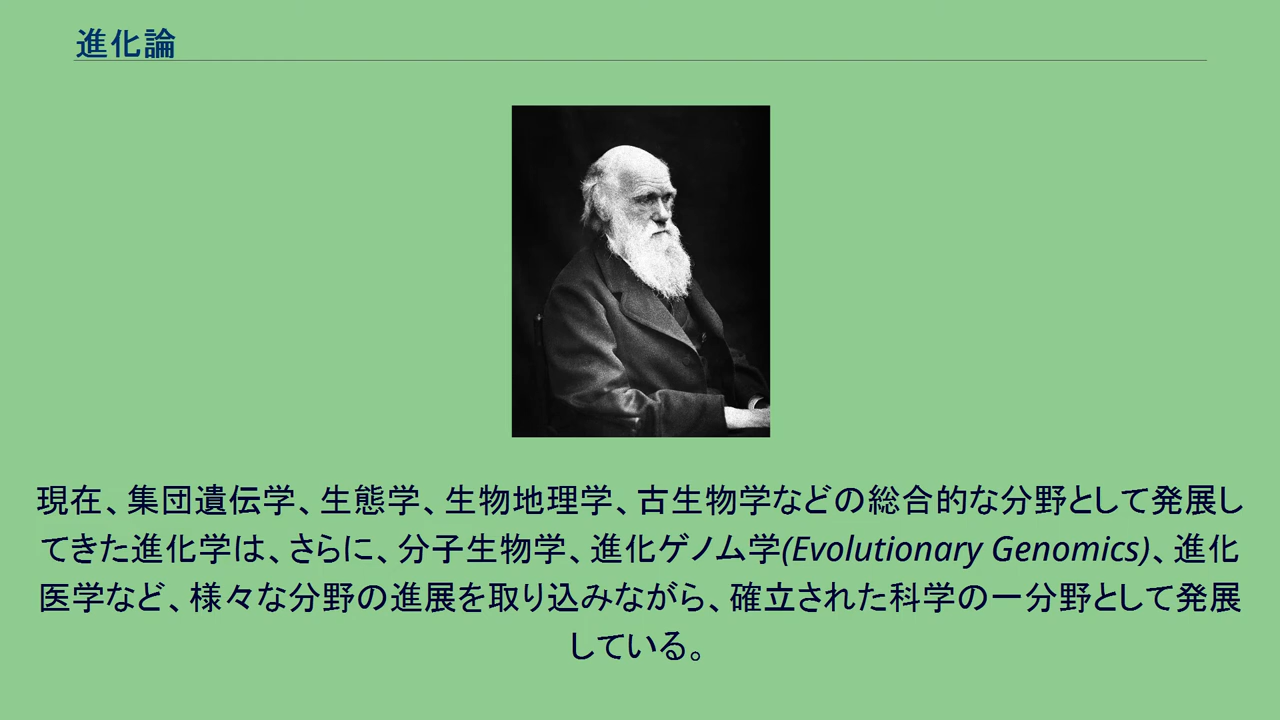 進化論
現在、集団遺伝学、生態学、生物地理学、古生物学などの総合的な分野として発展し
てきた進化学は、さらに、分子生物学、進化ゲノム学(Evolutionary Genomics)、進化
医学など、様々な分野の進展を取り込みながら、確立された科学の一分野として発展
している。